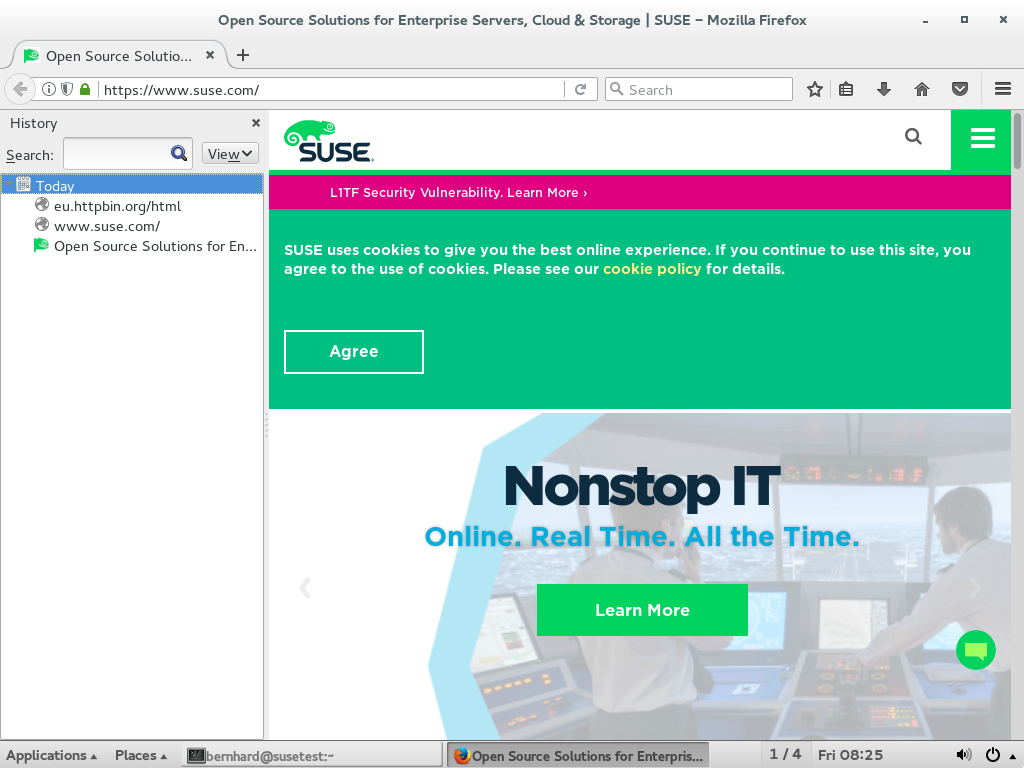 Open Source Solutions for Enterprise Servers, Cloud & Storage | SUSE – Mozilla Firefox
Open Source Solutio...
https://www.suse.com/
Search
History
Search:
View
Today
eu.httpbin.org/html
www.suse.com/
Open Source Solutions for En...
SUSE
L1TF Security Vulnerability. Learn More ›
SUSE uses cookies to give you the best online experience. If you continue to use this site, you
agree to the use of cookies. Please see our cookie policy for details.
Agree
Nonstop IT
Online. Real Time. All the Time.
Learn More
Applications
Places
bernhard@susetest:~
Open Source Solutions for Enterpris...
1 / 4
Fri 08:25